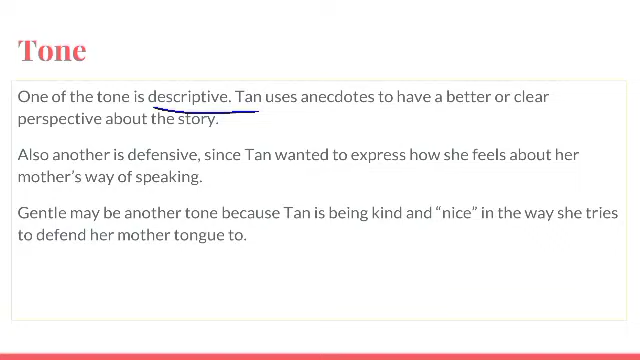 Tone
One of the tone is descriptive. Tan uses anecdotes to have a better or clear
perspective about the story.
Also another is defensive, since Tan wanted to express how she feels about her
mother's way of speaking.
Gentle may be another tone because Tan is being kind and “nice” in the way she tries
to defend her mother tongue to.